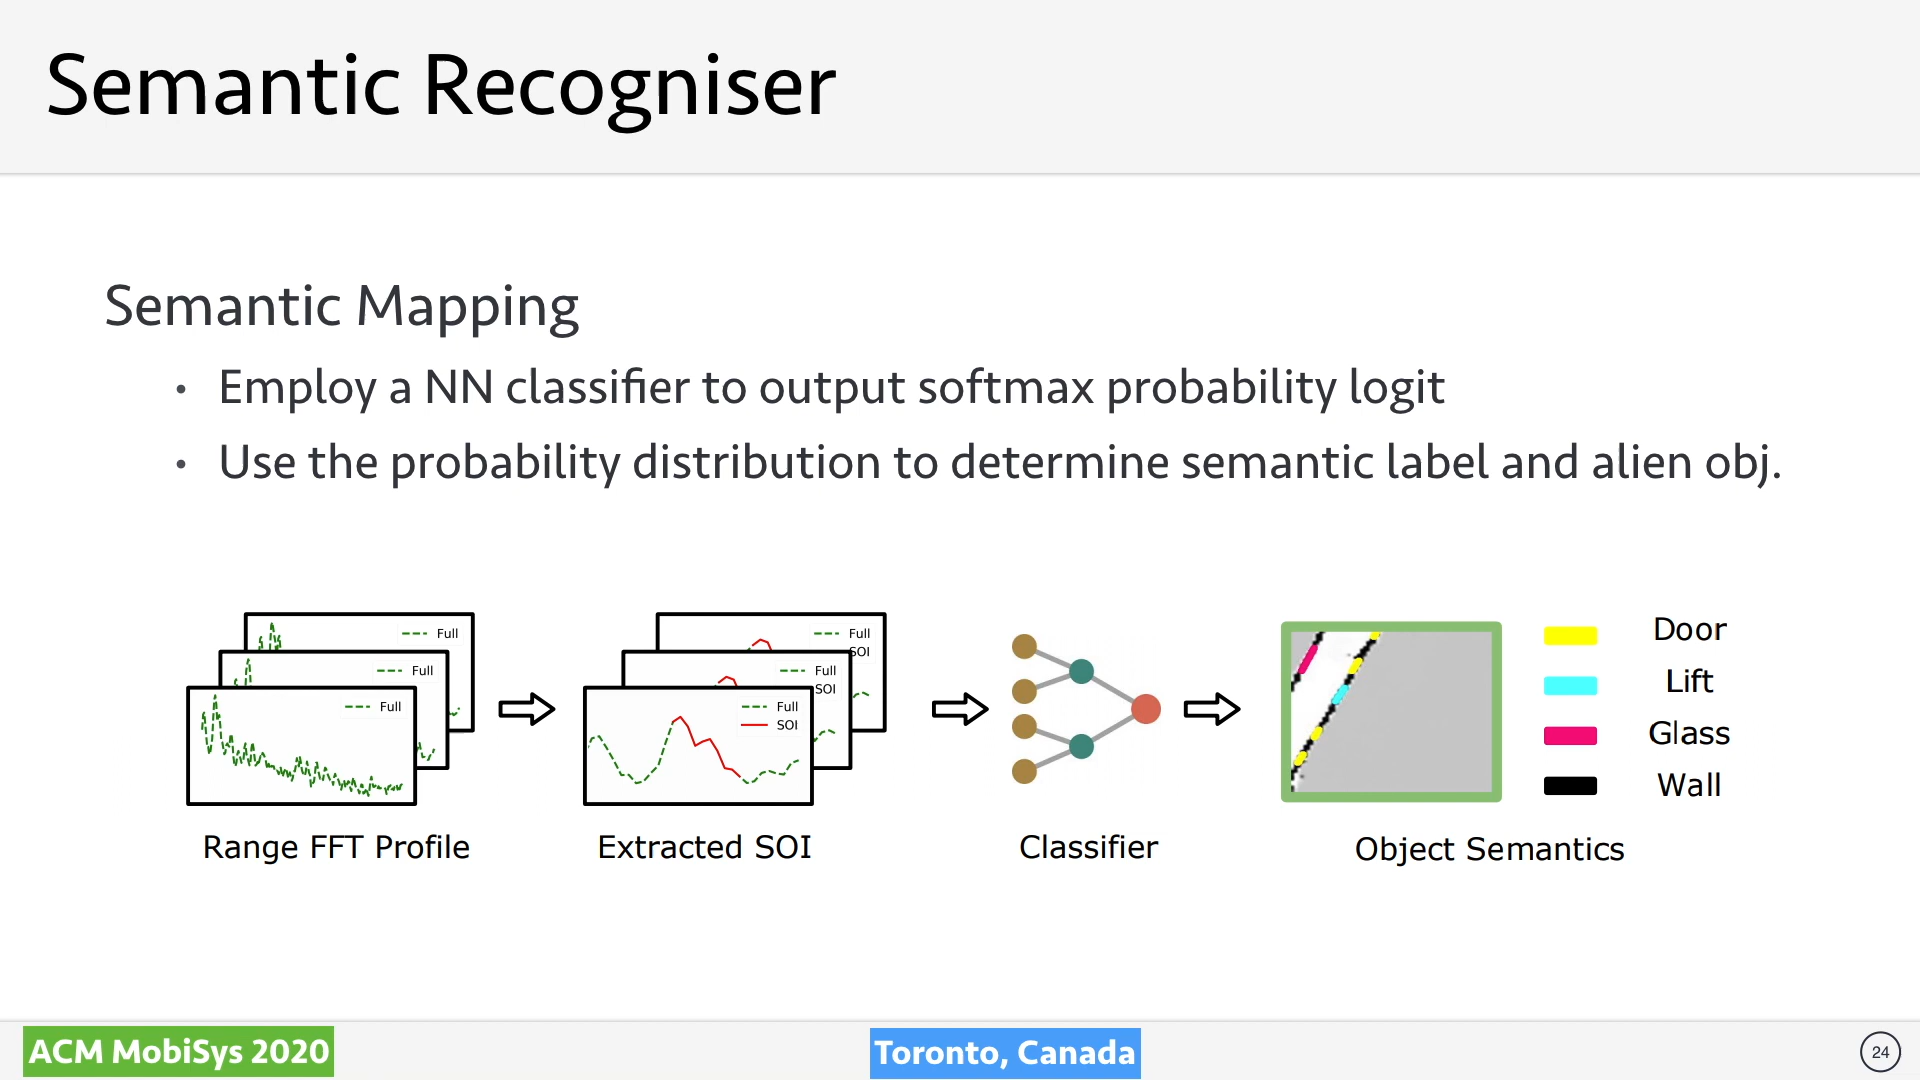 Semantic Recogniser
Semantic Mapping
• Employ a NN classifier to output softmax probability logit
• Use the probability distribution to determine semantic label and alien obj.
Full
Full
Full
Range FFT Profile
Full
SOI
Full
SOI
Full
SOI
Extracted SOI
Classifier
Object Semantics
Door
Lift
Glass
Wall
ACM MobiSys 2020
Toronto, Canada
24